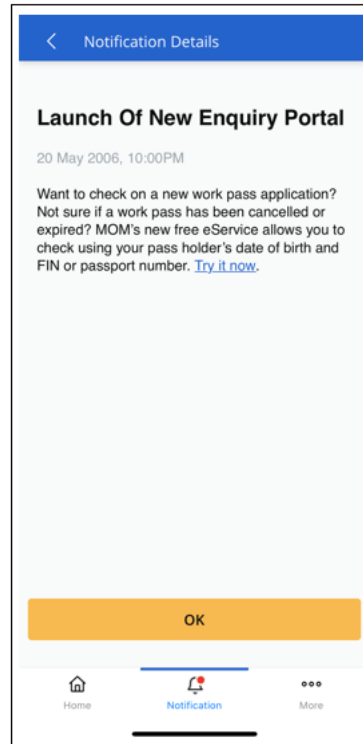 Notification Details
Launch Of New Enquiry Portal
20 May 2006, 10:00PM
Want to check on a new work pass application?
Not sure if a work pass has been cancelled or
expired? MOM's new free eService allows you to
check using your pass holder's date of birth and
FIN or passport number. Try it now.
OK
Home
Notification
More